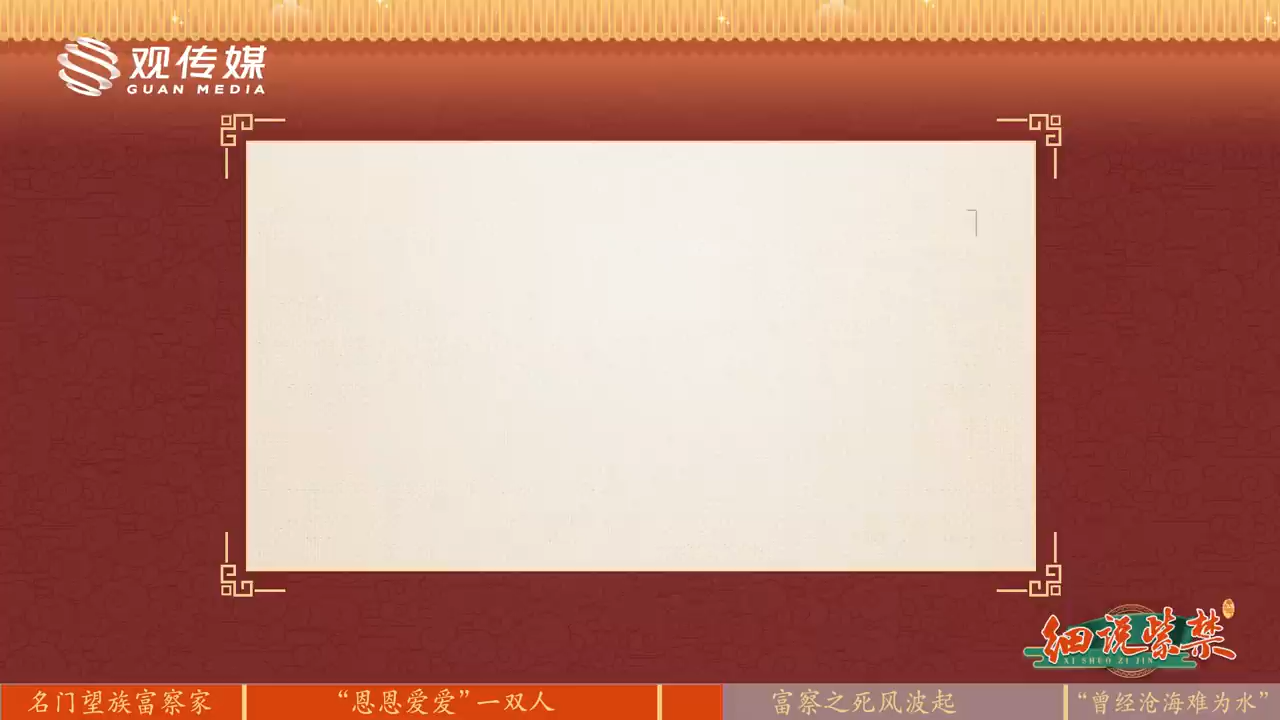 观传媒
GUAN MEDIA
细说紫禁
XI SHUO ZI JIN
名门望族富察家
“恩恩爱爱”一双人
富察之死风波起
“曾经沧海难为水”